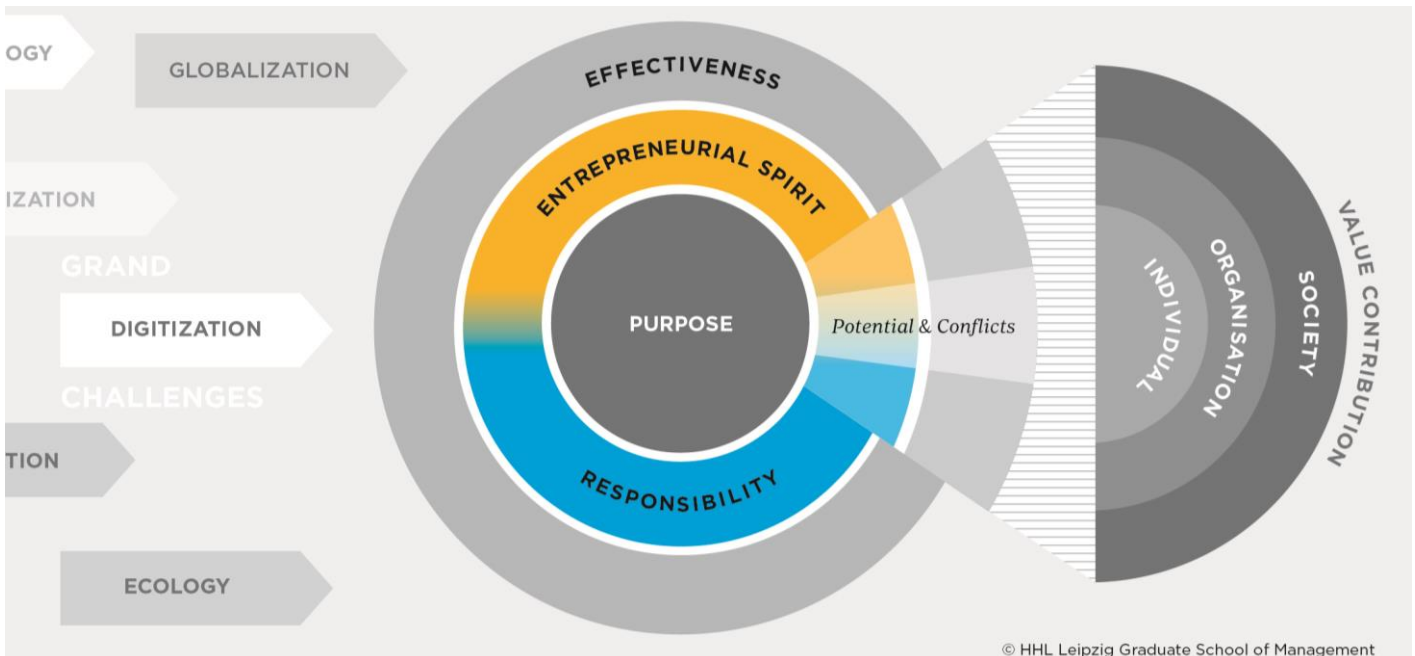 OGY
GLOBALIZATION
IZATION
GRAND
DIGITIZATION
CHALLENGES
TION
ECOLOGY
EFFECTIVENESS
ENTREPRENEURIAL SPIRIT
PURPOSE
Potential & Conflicts
RESPONSIBILITY
INDIVIDUAL
ORGANISATION
SOCIETY
VALUE CONTRIBUTION
© HHL Leipzig Graduate School of Management